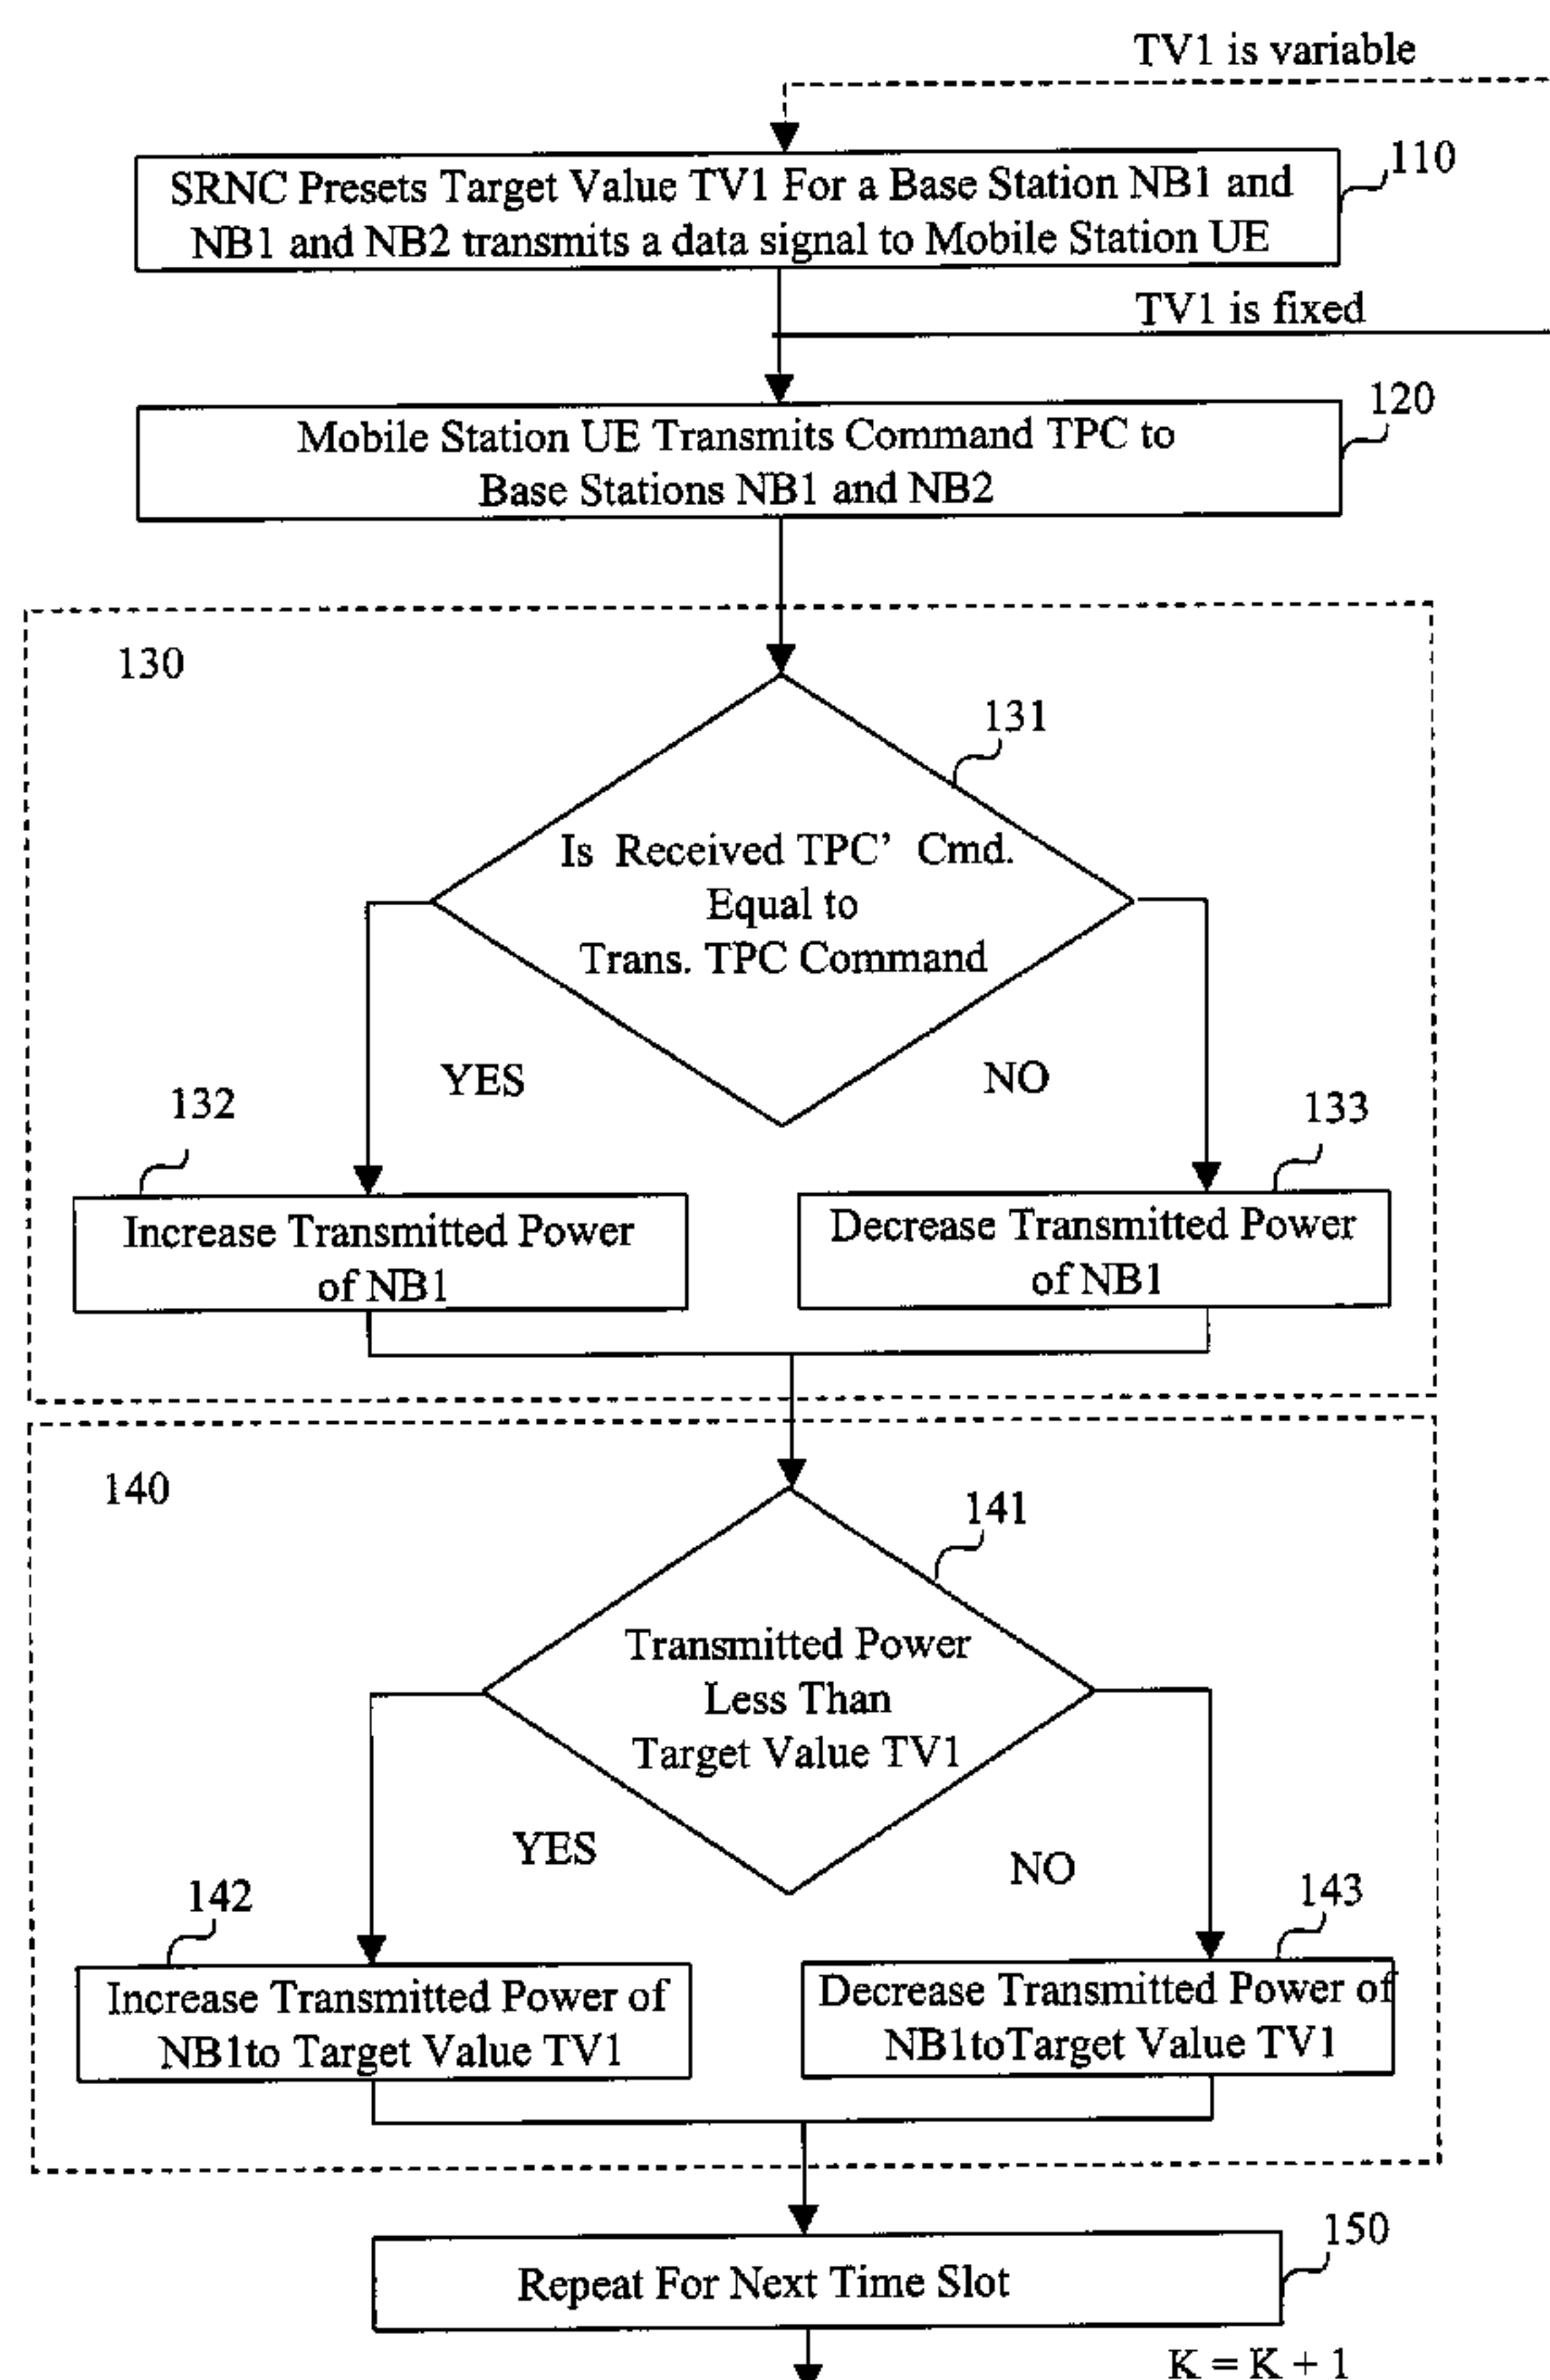 TV1 is variable
110
SRNC Presets Target Value TV1 For a Base Station NB1 and
NB1 and NB2 transmits a data signal to Mobile Station UE
TV1 is fixed
120
Mobile Station UE Transmits Command TPC to
Base Stations NB1 and NB2
130
131
Is Received TPC' Cmd.
Equal to
Trans. TPC Command
YES
NO
132
133
Increase Transmitted Power
of NB1
Decrease Transmitted Power
of NB1
140
141
Transmitted Power
Less Than
Target Value TV1
YES
NO
142
143
Increase Transmitted Power of
NB1to Target Value TV1
Decrease Transmitted Power of
NB1toTarget Value TV1
150
Repeat For Next Time Slot
K = K + 1